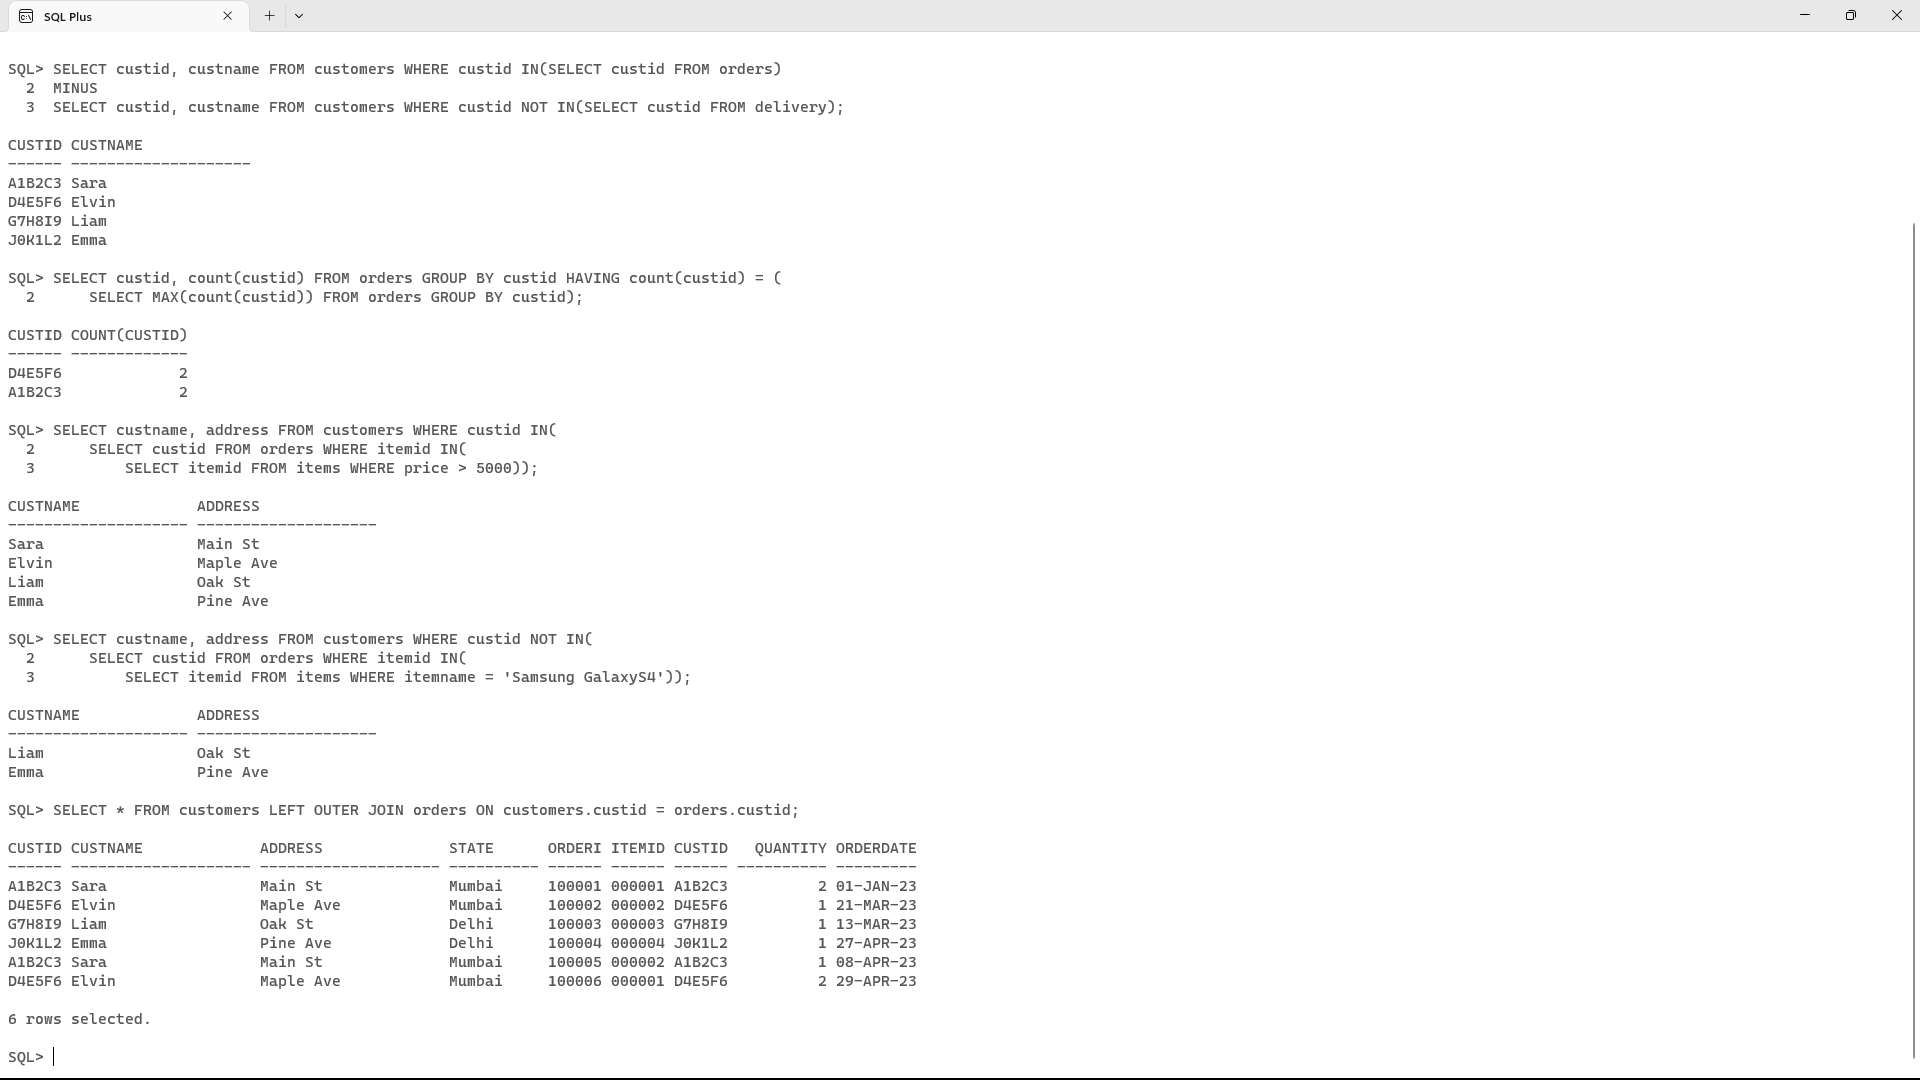 SQL Plus
SQL> SELECT custid, custname FROM customers WHERE custid IN(SELECT custid FROM orders)
  2  MINUS
  3  SELECT custid, custname FROM customers WHERE custid NOT IN(SELECT custid FROM delivery);
CUSTID CUSTNAME
------ --------------------
A1B2C3 Sara
D4E5F6 Elvin
G7H8I9 Liam
J0K1L2 Emma
SQL> SELECT custid, count(custid) FROM orders GROUP BY custid HAVING count(custid) = (
  2      SELECT MAX(count(custid)) FROM orders GROUP BY custid);
CUSTID COUNT(CUSTID)
------ -------------
D4E5F6             2
A1B2C3             2
SQL> SELECT custname, address FROM customers WHERE custid IN(
  2      SELECT custid FROM orders WHERE itemid IN(
  3          SELECT itemid FROM items WHERE price > 5000));
CUSTNAME             ADDRESS
-------------------- --------------------
Sara                 Main St
Elvin                Maple Ave
Liam                 Oak St
Emma                 Pine Ave
SQL> SELECT custname, address FROM customers WHERE custid NOT IN(
  2      SELECT custid FROM orders WHERE itemid IN(
  3          SELECT itemid FROM items WHERE itemname = 'Samsung GalaxyS4'));
CUSTNAME             ADDRESS
-------------------- --------------------
Liam                 Oak St
Emma                 Pine Ave
SQL> SELECT * FROM customers LEFT OUTER JOIN orders ON customers.custid = orders.custid;
CUSTID CUSTNAME             ADDRESS              STATE      ORDERI ITEMID CUSTID   QUANTITY ORDERDATE
------ -------------------- -------------------- ---------- ------ ------ ------ ---------- ---------
A1B2C3 Sara                 Main St              Mumbai     100001 000001 A1B2C3          2 01-JAN-23
D4E5F6 Elvin                Maple Ave            Mumbai     100002 000002 D4E5F6          1 21-MAR-23
G7H8I9 Liam                 Oak St               Delhi      100003 000003 G7H8I9          1 13-MAR-23
J0K1L2 Emma                 Pine Ave             Delhi      100004 000004 J0K1L2          1 27-APR-23
A1B2C3 Sara                 Main St              Mumbai     100005 000002 A1B2C3          1 08-APR-23
D4E5F6 Elvin                Maple Ave            Mumbai     100006 000001 D4E5F6          2 29-APR-23
6 rows selected.
SQL>